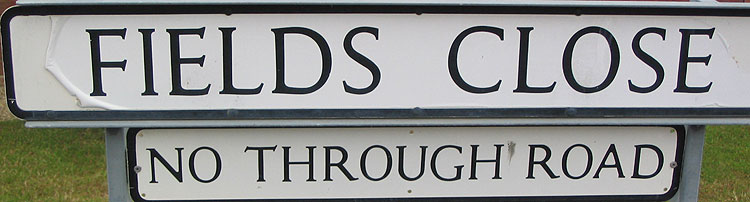 FIELDS CLOSE
NO THROUGH ROAD